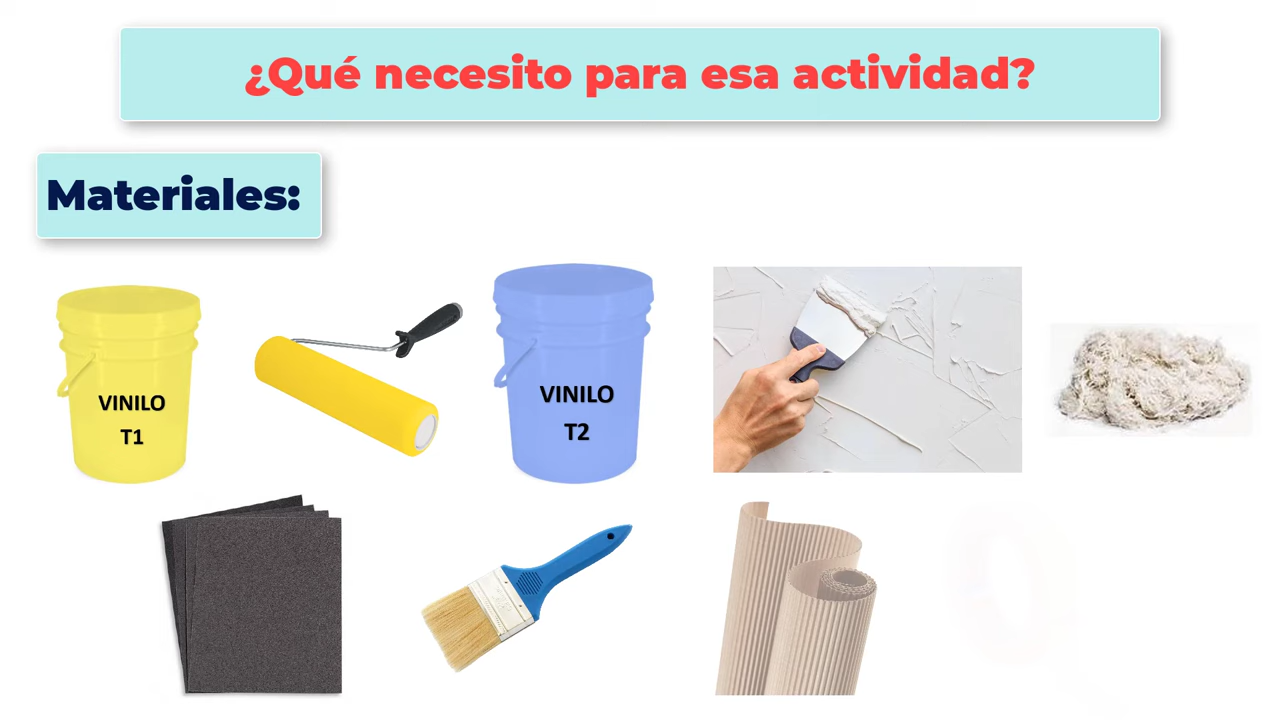 ¿Qué necesito para esa actividad?
Materiales:
VINILO
T1
VINILO
T2